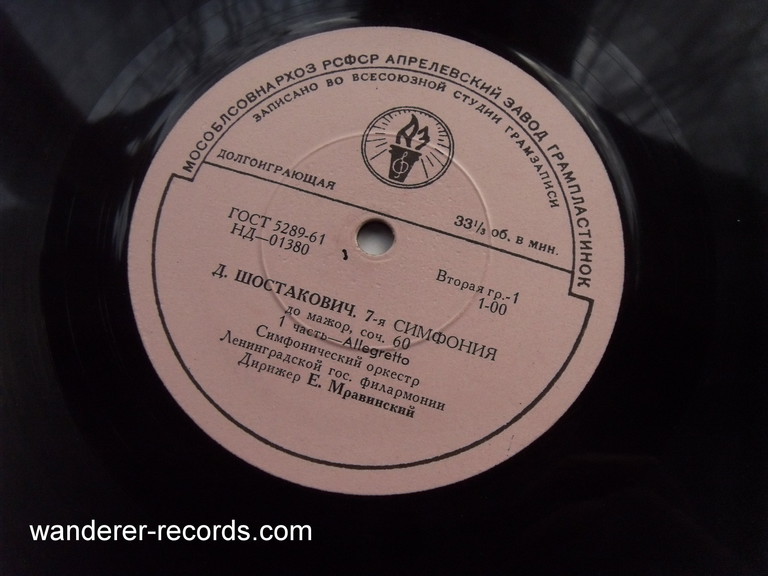 МОСОБЛСОВНАРХОЗ РСФСР АПРЕЛЕВСКИЙ ЗАВОД ГРАМПЛАСТИНОК
ЗАПИСАНО ВО ВСЕСОЮЗНОЙ СТУДИИ ГРАМЗАПИСИ
АЗ
ДОЛГОИГРАЮЩАЯ
33⅓ об. в мин.
ГОСТ 5289-61
НД—01380
Вторая гр.-1
1-00
Д. ШОСТАКОВИЧ. 7-я СИМФОНИЯ
до мажор, соч. 60
1 часть—Allegretto
Симфонический оркестр
Ленинградской гос. филармонии
Дирижер Е. Мравинский
wanderer-records.com